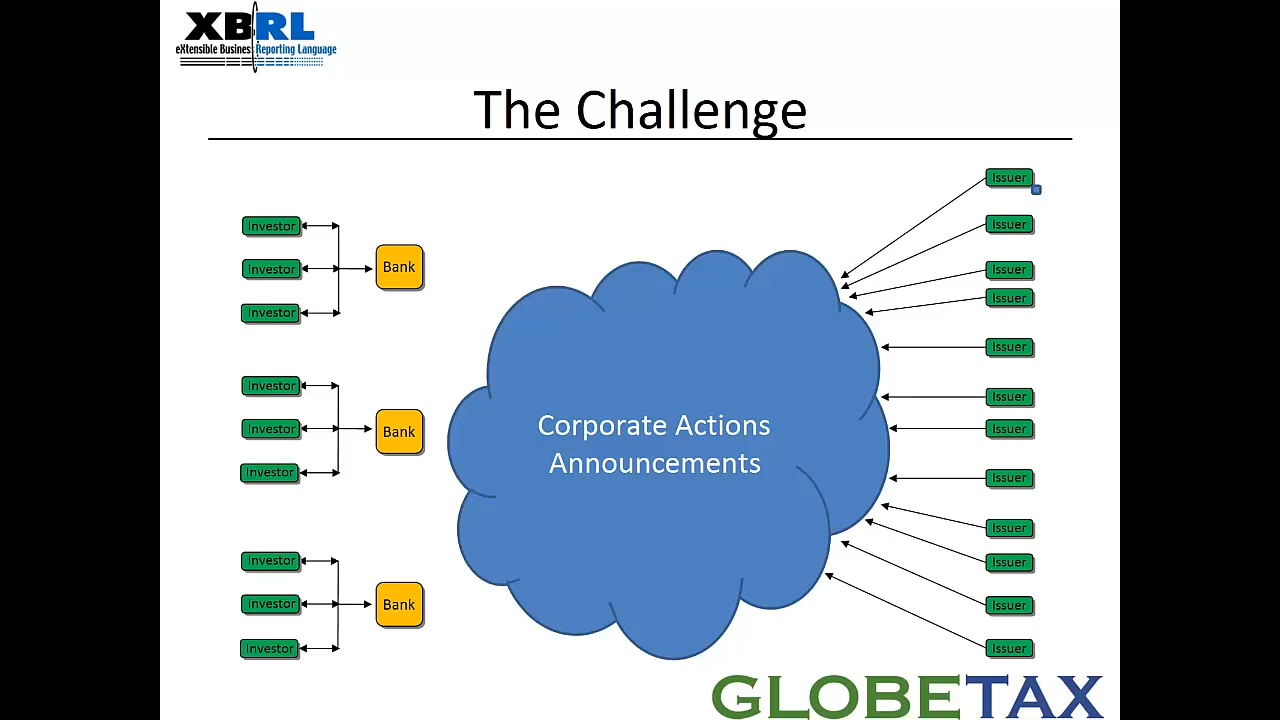 XBRL
eXtensible Business Reporting Language
The Challenge
Investor
Investor
Investor
Bank
Investor
Investor
Investor
Bank
Investor
Investor
Investor
Bank
Corporate Actions
Announcements
Issuer
Issuer
Issuer
Issuer
Issuer
Issuer
Issuer
Issuer
Issuer
Issuer
Issuer
Issuer
GLOBETAX